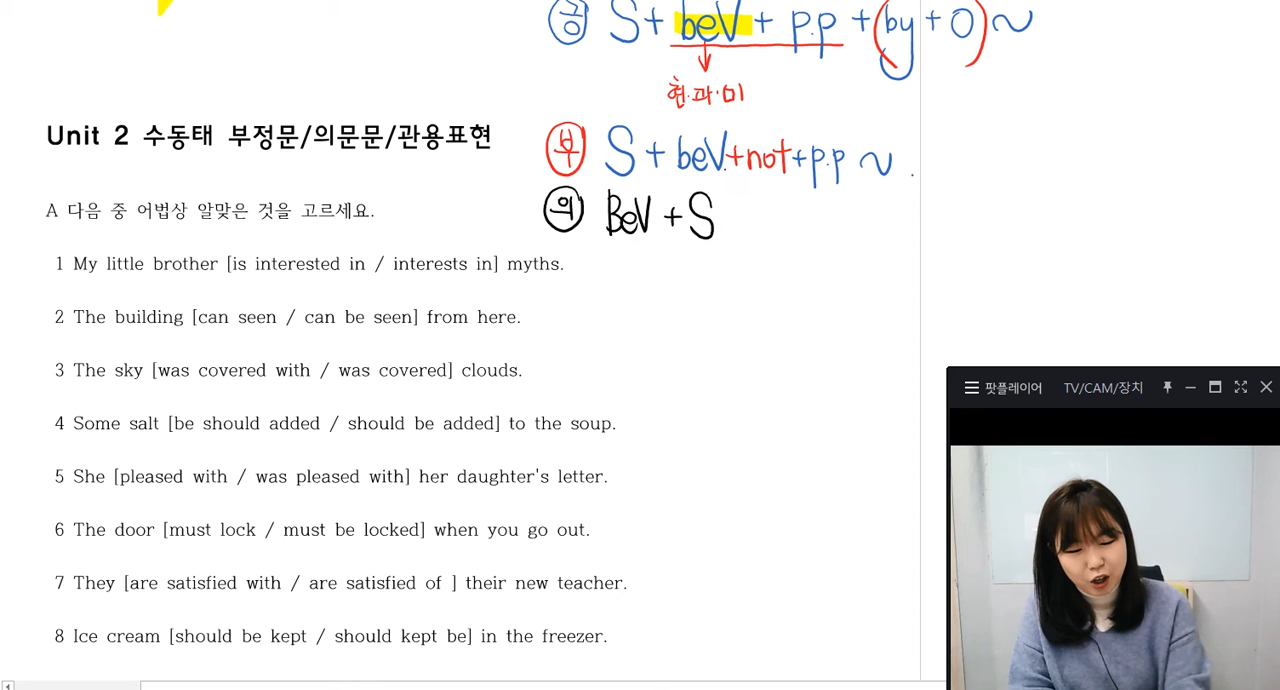 공 S + beV + p.p + (by + O) ~
현·과·미
Unit 2 수동태 부정문/의문문/관용표현
부 S + beV + not + p.p ~ .
의 BeV + S
A 다음 중 어법상 알맞은 것을 고르세요.
1 My little brother [is interested in / interests in] myths.
2 The building [can seen / can be seen] from here.
3 The sky [was covered with / was covered] clouds.
4 Some salt [be should added / should be added] to the soup.
5 She [pleased with / was pleased with] her daughter's letter.
6 The door [must lock / must be locked] when you go out.
7 They [are satisfied with / are satisfied of ] their new teacher.
8 Ice cream [should be kept / should kept be] in the freezer.
팟플레이어 TV/CAM/장치